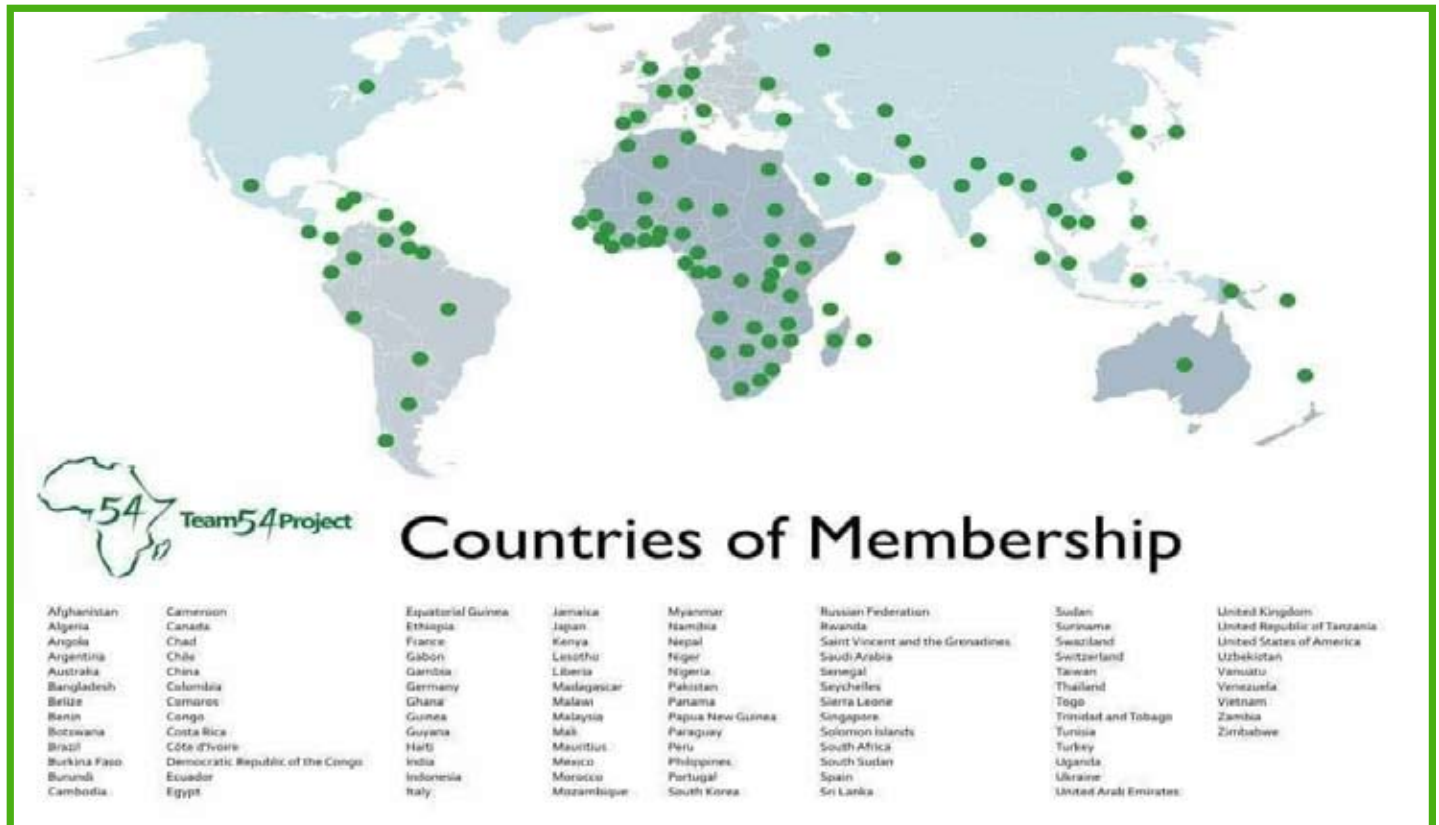 54
Team54Project
Countries of Membership
Afghanistan
Algeria
Angola
Argentina
Australia
Bangladesh
Belize
Benin
Botswana
Brazil
Burkina Faso
Burundi
Cambodia
Cameroon
Canada
Chad
Chile
China
Colombia
Comoros
Congo
Costa Rica
Côte d'Ivoire
Democratic Republic of the Congo
Ecuador
Egypt
Equatorial Guinea
Ethiopia
France
Gabon
Gambia
Germany
Ghana
Guinea
Guyana
Haiti
India
Indonesia
Italy
Jamaica
Japan
Kenya
Lesotho
Liberia
Madagascar
Malawi
Malaysia
Mali
Mauritius
Mexico
Morocco
Mozambique
Myanmar
Namibia
Nepal
Niger
Nigeria
Pakistan
Panama
Papua New Guinea
Paraguay
Peru
Philippines
Portugal
South Korea
Russian Federation
Rwanda
Saint Vincent and the Grenadines
Saudi Arabia
Senegal
Seychelles
Sierra Leone
Singapore
Solomon Islands
South Africa
South Sudan
Spain
Sri Lanka
Sudan
Suriname
Swaziland
Switzerland
Taiwan
Thailand
Togo
Trinidad and Tobago
Tunisia
Turkey
Uganda
Ukraine
United Arab Emirates
United Kingdom
United Republic of Tanzania
United States of America
Uzbekistan
Vanuatu
Venezuela
Vietnam
Zambia
Zimbabwe